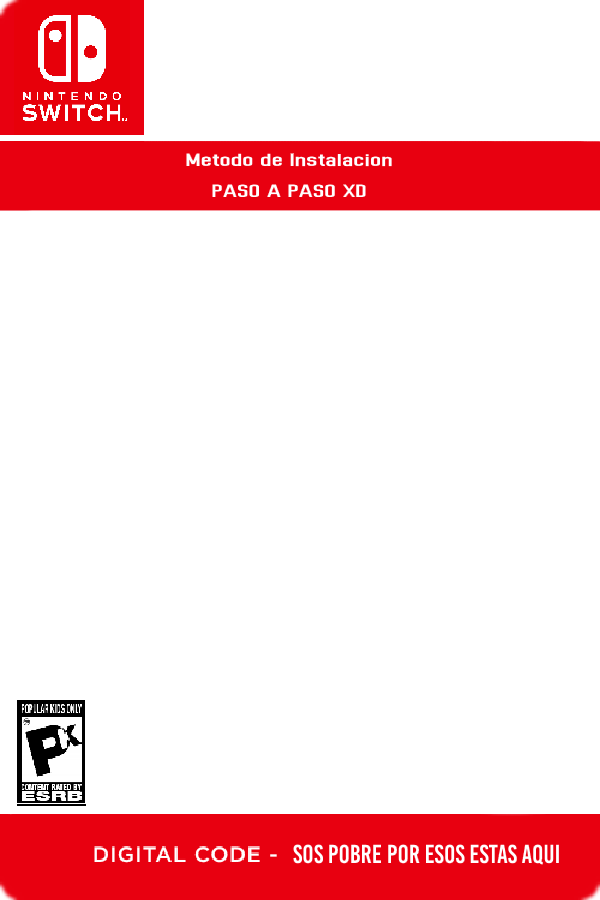 NINTENDO
SWITCH
Metodo de Instalacion
PASO A PASO XD
POPULAR KIDS ONLY
Px
CONTENT RATED BY
ESRB
DIGITAL CODE - SOS POBRE POR ESOS ESTAS AQUI